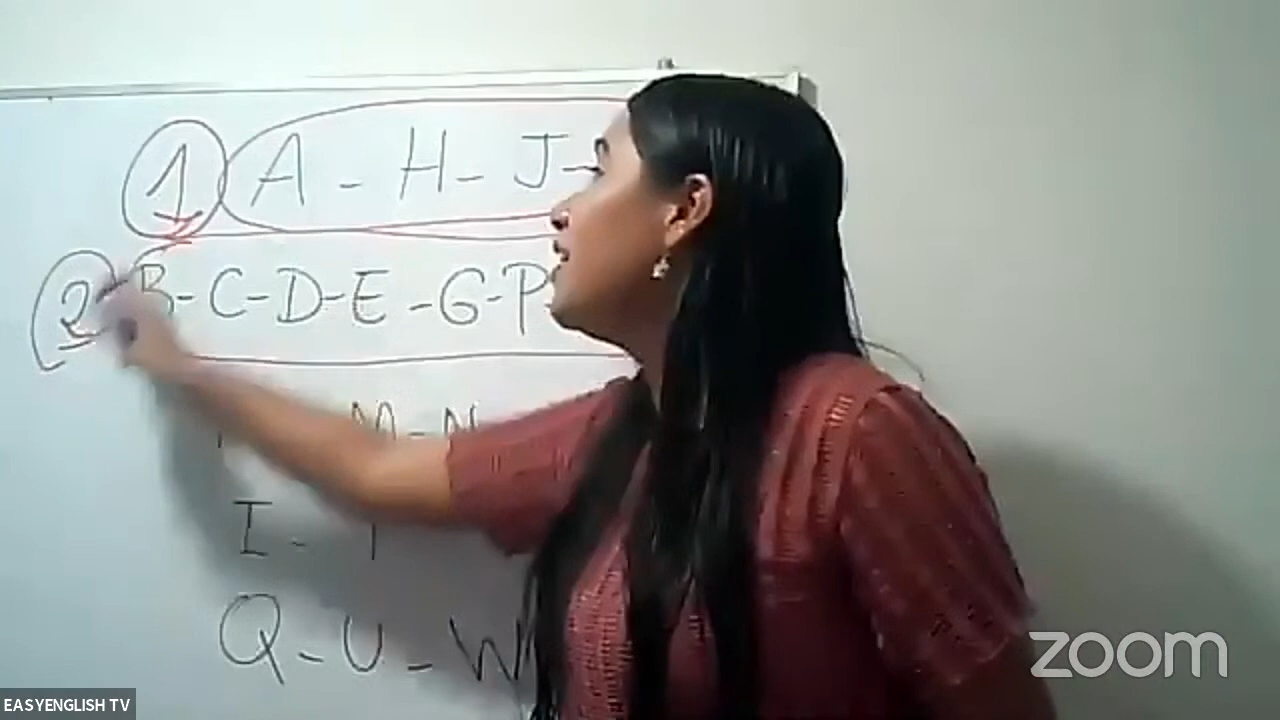 1 A - H - J -
2 B - C - D - E - G - P
M - N
I -
Q - U - W
zoom
EASYENGLISH TV